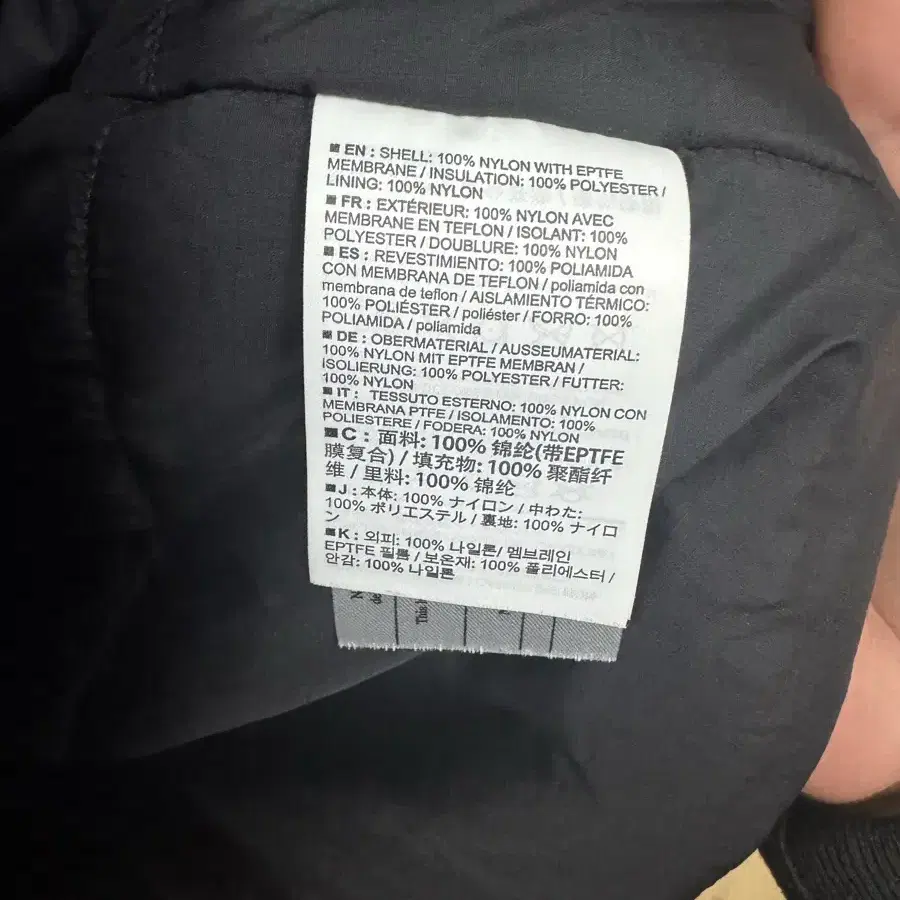 ■ EN : SHELL: 100% NYLON WITH EPTFE
MEMBRANE / INSULATION: 100% POLYESTER /
LINING: 100% NYLON
■ FR : EXTÉRIEUR: 100% NYLON AVEC
MEMBRANE EN TEFLON / ISOLANT: 100%
POLYESTER / DOUBLURE: 100% NYLON
■ ES : REVESTIMIENTO: 100% POLIAMIDA
CON MEMBRANA DE TEFLON / poliamida con
membrana de teflon / AISLAMIENTO TÉRMICO:
100% POLIÉSTER / poliéster / FORRO: 100%
POLIAMIDA / poliamida
■ DE : OBERMATERIAL / AUSSEUMATERIAL:
100% NYLON MIT EPTFE MEMBRAN /
ISOLIERUNG: 100% POLYESTER / FUTTER:
100% NYLON
■ IT : TESSUTO ESTERNO: 100% NYLON CON
MEMBRANA PTFE / ISOLAMENTO: 100%
POLIESTERE / FODERA: 100% NYLON
■ C : 面料: 100% 锦纶(带EPTFE
膜复合) / 填充物: 100% 聚酯纤
维 / 里料: 100% 锦纶
■ J : 本体: 100% ナイロン / 中わた:
100% ポリエステル / 裏地: 100% ナイロ
ン
■ K : 외피: 100% 나일론/ 멤브레인
EPTFE 필름 / 보온재: 100% 폴리에스터 /
안감: 100% 나일론
This